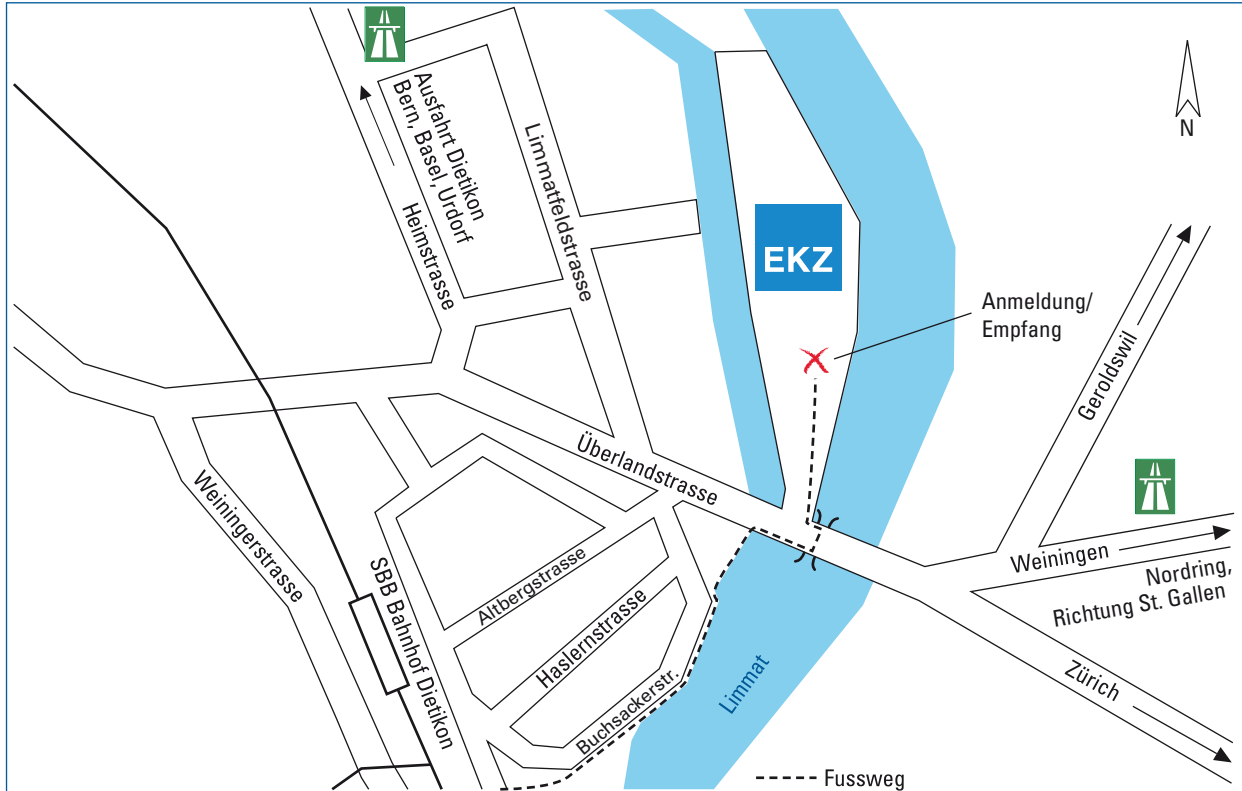 Ausfahrt Dietikon
Bern, Basel, Urdorf
Limmatfeldstrasse
Heimstrasse
N
EKZ
Anmeldung/
Empfang
Geroldswil
Überlandstrasse
Weiningerstrasse
SBB Bahnhof Dietikon
Altbergstrasse
Haslernstrasse
Buchsackerstr.
Limmat
Weiningen
Nordring,
Richtung St. Gallen
Zürich
Fussweg